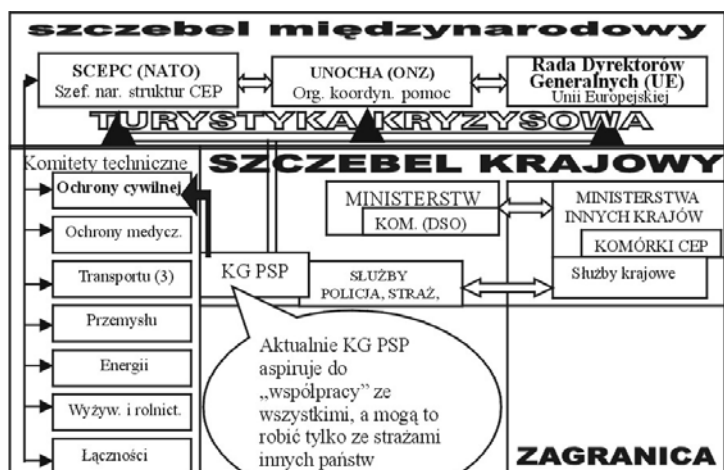 szczebel międzynarodowy
SCEPC (NATO)
Szef. nar. struktur CEP
UNOCHA (ONZ)
Org. koordyn. pomoc
Rada Dyrektorów
Generalnych (UE)
Unii Europejskiej
TURYSTYKA KRYZYSOWA
Komitety techniczne
SZCZEBEL KRAJOWY
Ochrony cywilnej
Ochrony medycz.
Transportu (3)
Przemysłu
Energii
Wyżyw. i rolnict.
Łączności
MINISTERSTW
KOM. (DSO)
MINISTERSTWA
INNYCH KRAJÓW
KOMÓRKI CEP
Służby krajowe
KG PSP
SŁUŻBY
POLICJA, STRAŻ,
Aktualnie KG PSP
aspiruje do
„współpracy” ze
wszystkimi, a mogą to
robić tylko ze strażami
innych państw
ZAGRANICA